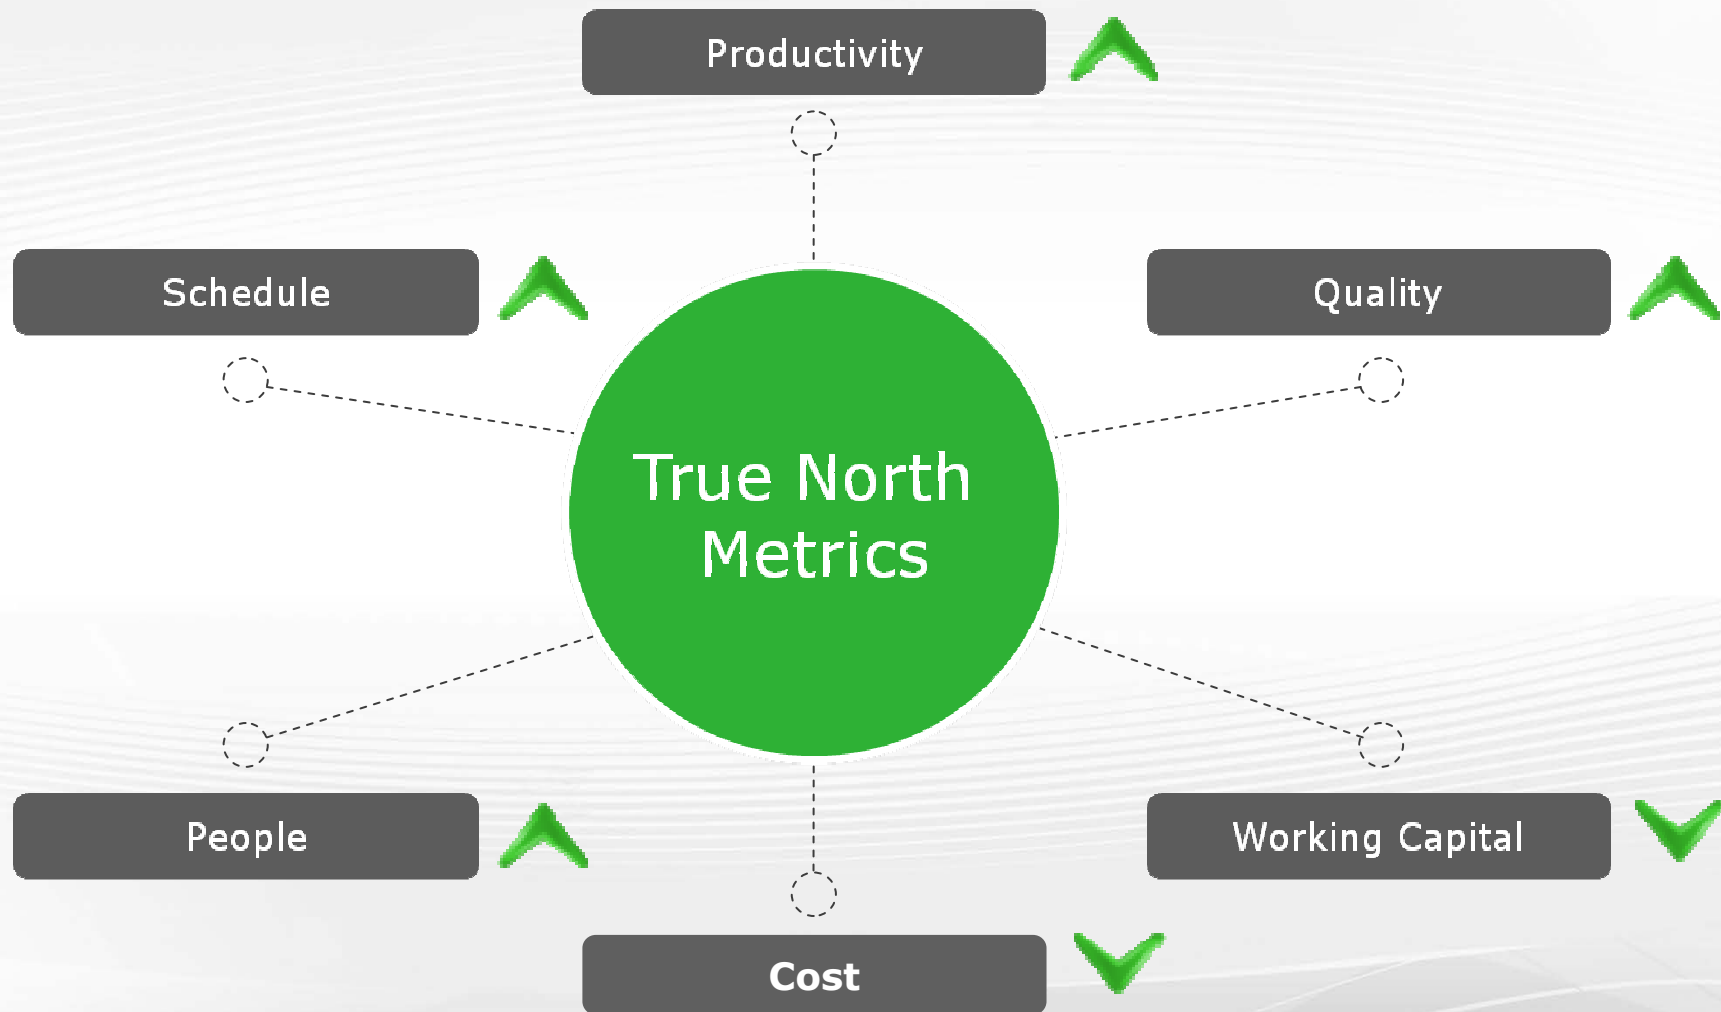 Productivity
Schedule
Quality
True North
Metrics
People
Working Capital
Cost